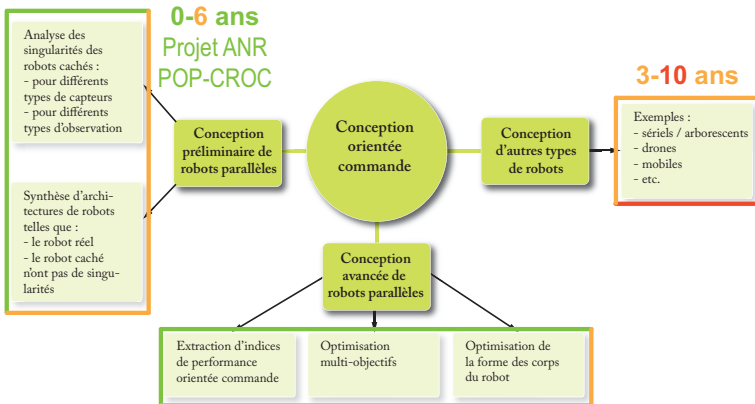 0-6 ans
Projet ANR
POP-CROC
Analyse des
singularités des
robots cachés :
- pour différents
types de capteurs
- pour différents
types d'observation
Synthèse d'archi-
tectures de robots
telles que :
- le robot réel
- le robot caché
n'ont pas de singu-
larités
Conception
préliminaire de
robots parallèles
Conception
orientée
commande
Conception
d'autres types
de robots
3-10 ans
Exemples :
- sériels / arborescents
- drones
- mobiles
- etc.
Conception
avancée de
robots parallèles
Extraction d'indices
de performance
orientée commande
Optimisation
multi-objectifs
Optimisation de
la forme des corps
du robot